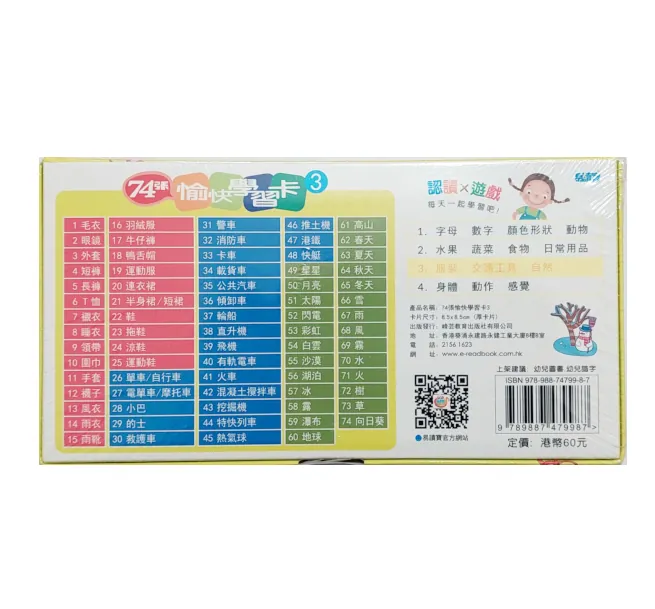 74張 愉快學習卡 3
認讀×遊戲
每天一起學習吧！
1 毛衣 16 羽絨服 31 警車 46 推土機 61 高山
2 眼鏡 17 牛仔褲 32 消防車 47 港鐵 62 春天
3 外套 18 鴨舌帽 33 卡車 48 快艇 63 夏天
4 短褲 19 運動服 34 載貨車 49 星星 64 秋天
5 長褲 20 連衣裙 35 公共汽車 50 月亮 65 冬天
6 T恤 21 半身裙/短裙 36 傾卸車 51 太陽 66 雪
7 襯衣 22 鞋 37 輪船 52 閃電 67 雨
8 睡衣 23 拖鞋 38 直升機 53 彩虹 68 風
9 領帶 24 涼鞋 39 飛機 54 白雲 69 霧
10 圍巾 25 運動鞋 40 有軌電車 55 沙漠 70 水
11 手套 26 單車/自行車 41 火車 56 湖泊 71 火
12 襪子 27 電單車/摩托車 42 混凝土攪拌車 57 冰 72 樹
13 風衣 28 小巴 43 挖掘機 58 露 73 草
14 雨衣 29 的士 44 特快列車 59 瀑布 74 向日葵
15 雨靴 30 救護車 45 熱氣球 60 地球
1. 字母 數字 顏色形狀 動物
2. 水果 蔬菜 食物 日常用品
3. 服裝 交通工具 自然
4. 身體 動作 感覺
產品名稱：74張愉快學習卡3
卡片尺寸：8.5x8.5cm（厚卡片）
出版發行：綺雲教育出版社有限公司
電 話：2156 1623
網 址：www.e-readbook.com.hk
易讀寶官方網站
上架建議：幼兒圖書 幼兒識字
ISBN 978-988-74799-8-7
9 789887 479987 >
定價：港幣60元